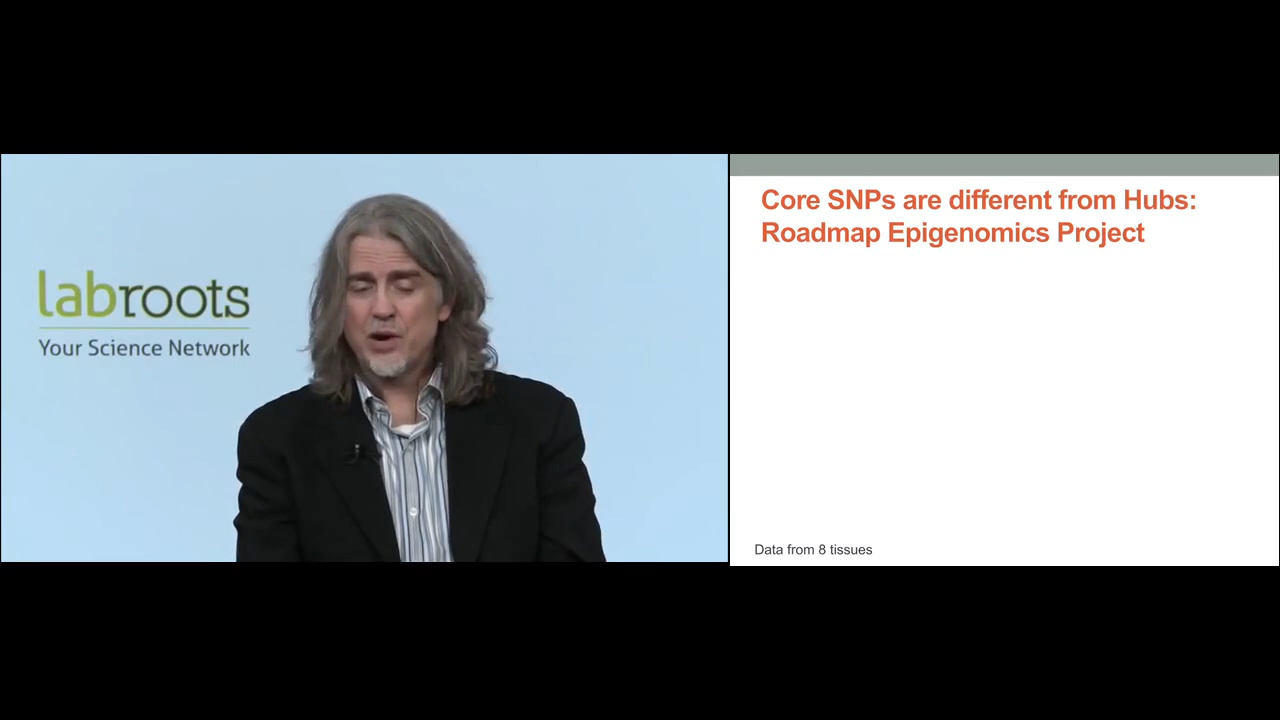 labroots
Your Science Network
Core SNPs are different from Hubs:
Roadmap Epigenomics Project
Data from 8 tissues